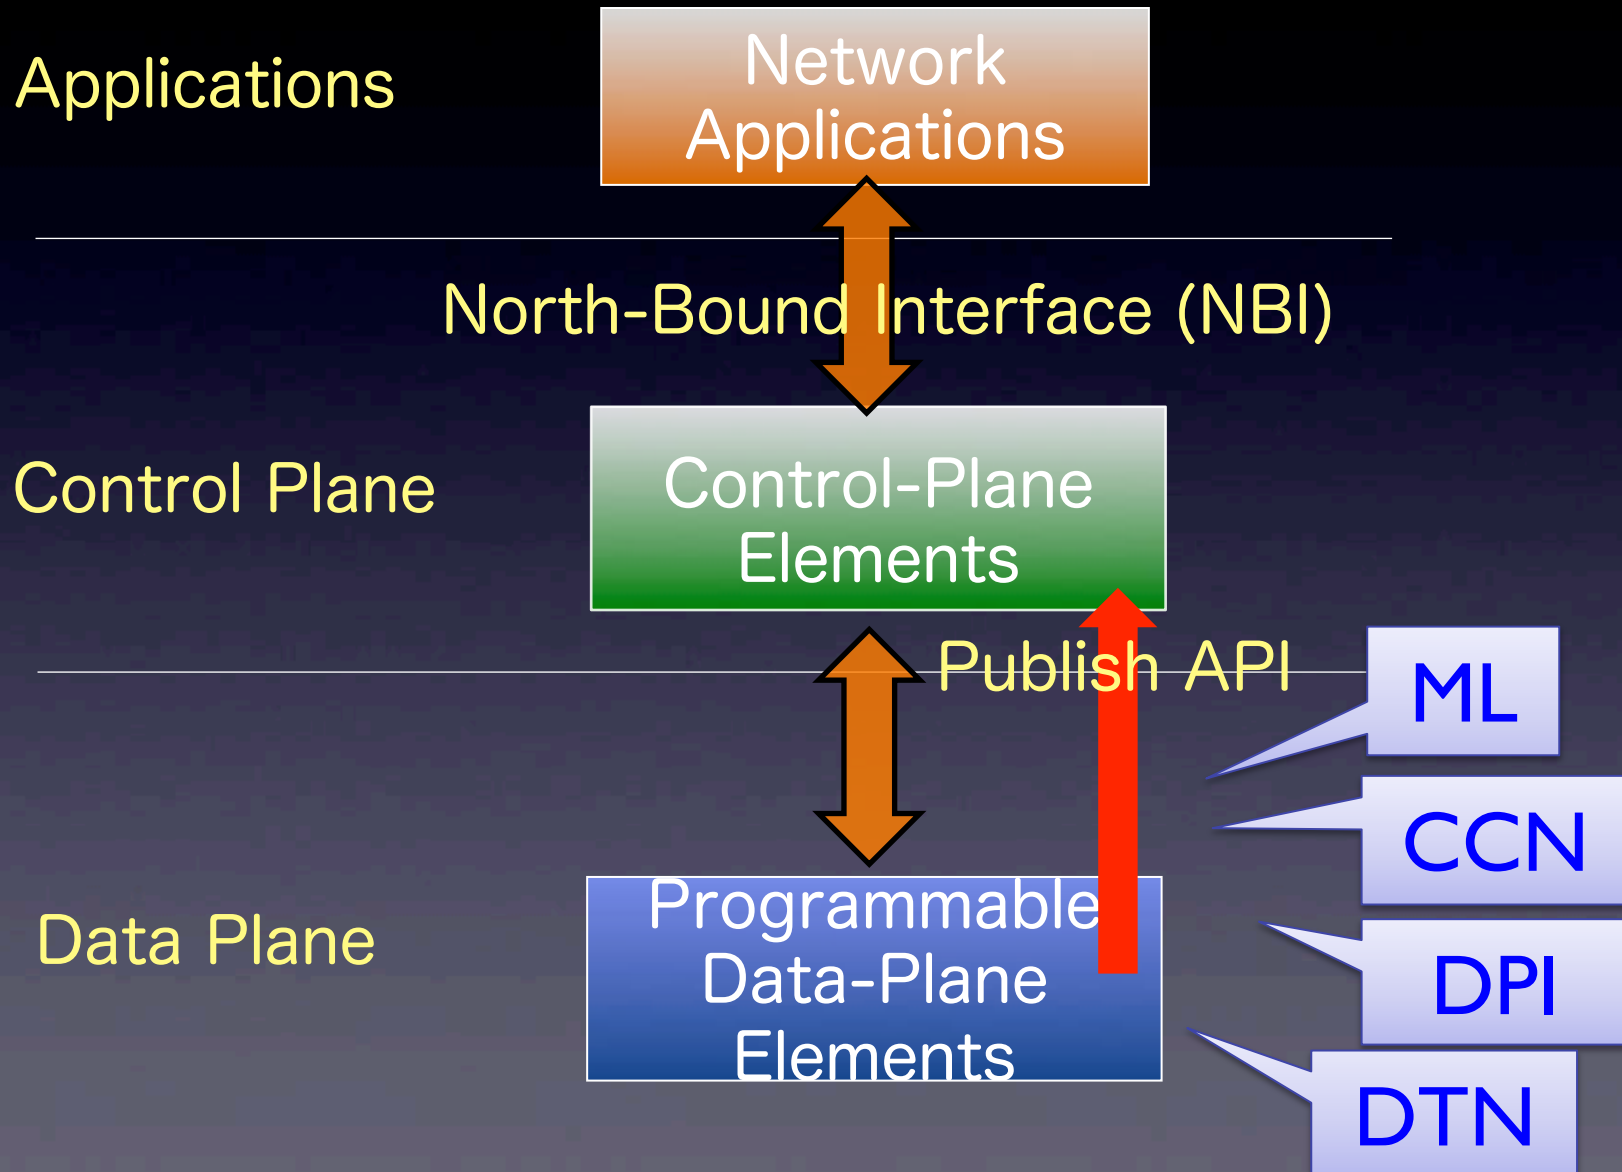 Applications
Network
Applications
North-Bound Interface (NBI)
Control Plane
Control-Plane
Elements
Publish API
ML
CCN
Data Plane
Programmable
Data-Plane
Elements
DPI
DTN